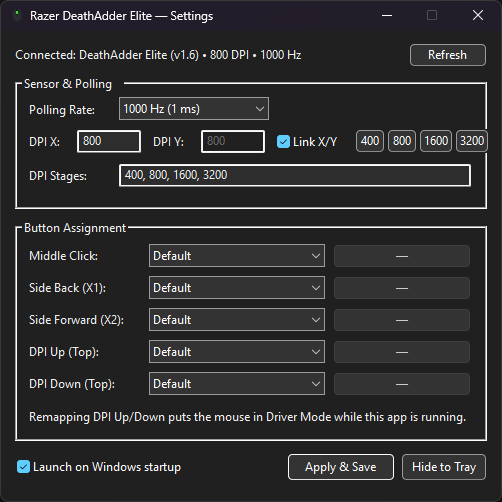 Razer DeathAdder Elite — Settings
Connected: DeathAdder Elite (v1.6) • 800 DPI • 1000 Hz
Refresh
Sensor & Polling
Polling Rate: 1000 Hz (1 ms)
DPI X: 800 DPI Y: 800 Link X/Y 400 800 1600 3200
DPI Stages: 400, 800, 1600, 3200
Button Assignment
Middle Click: Default —
Side Back (X1): Default —
Side Forward (X2): Default —
DPI Up (Top): Default —
DPI Down (Top): Default —
Remapping DPI Up/Down puts the mouse in Driver Mode while this app is running.
Launch on Windows startup Apply & Save Hide to Tray